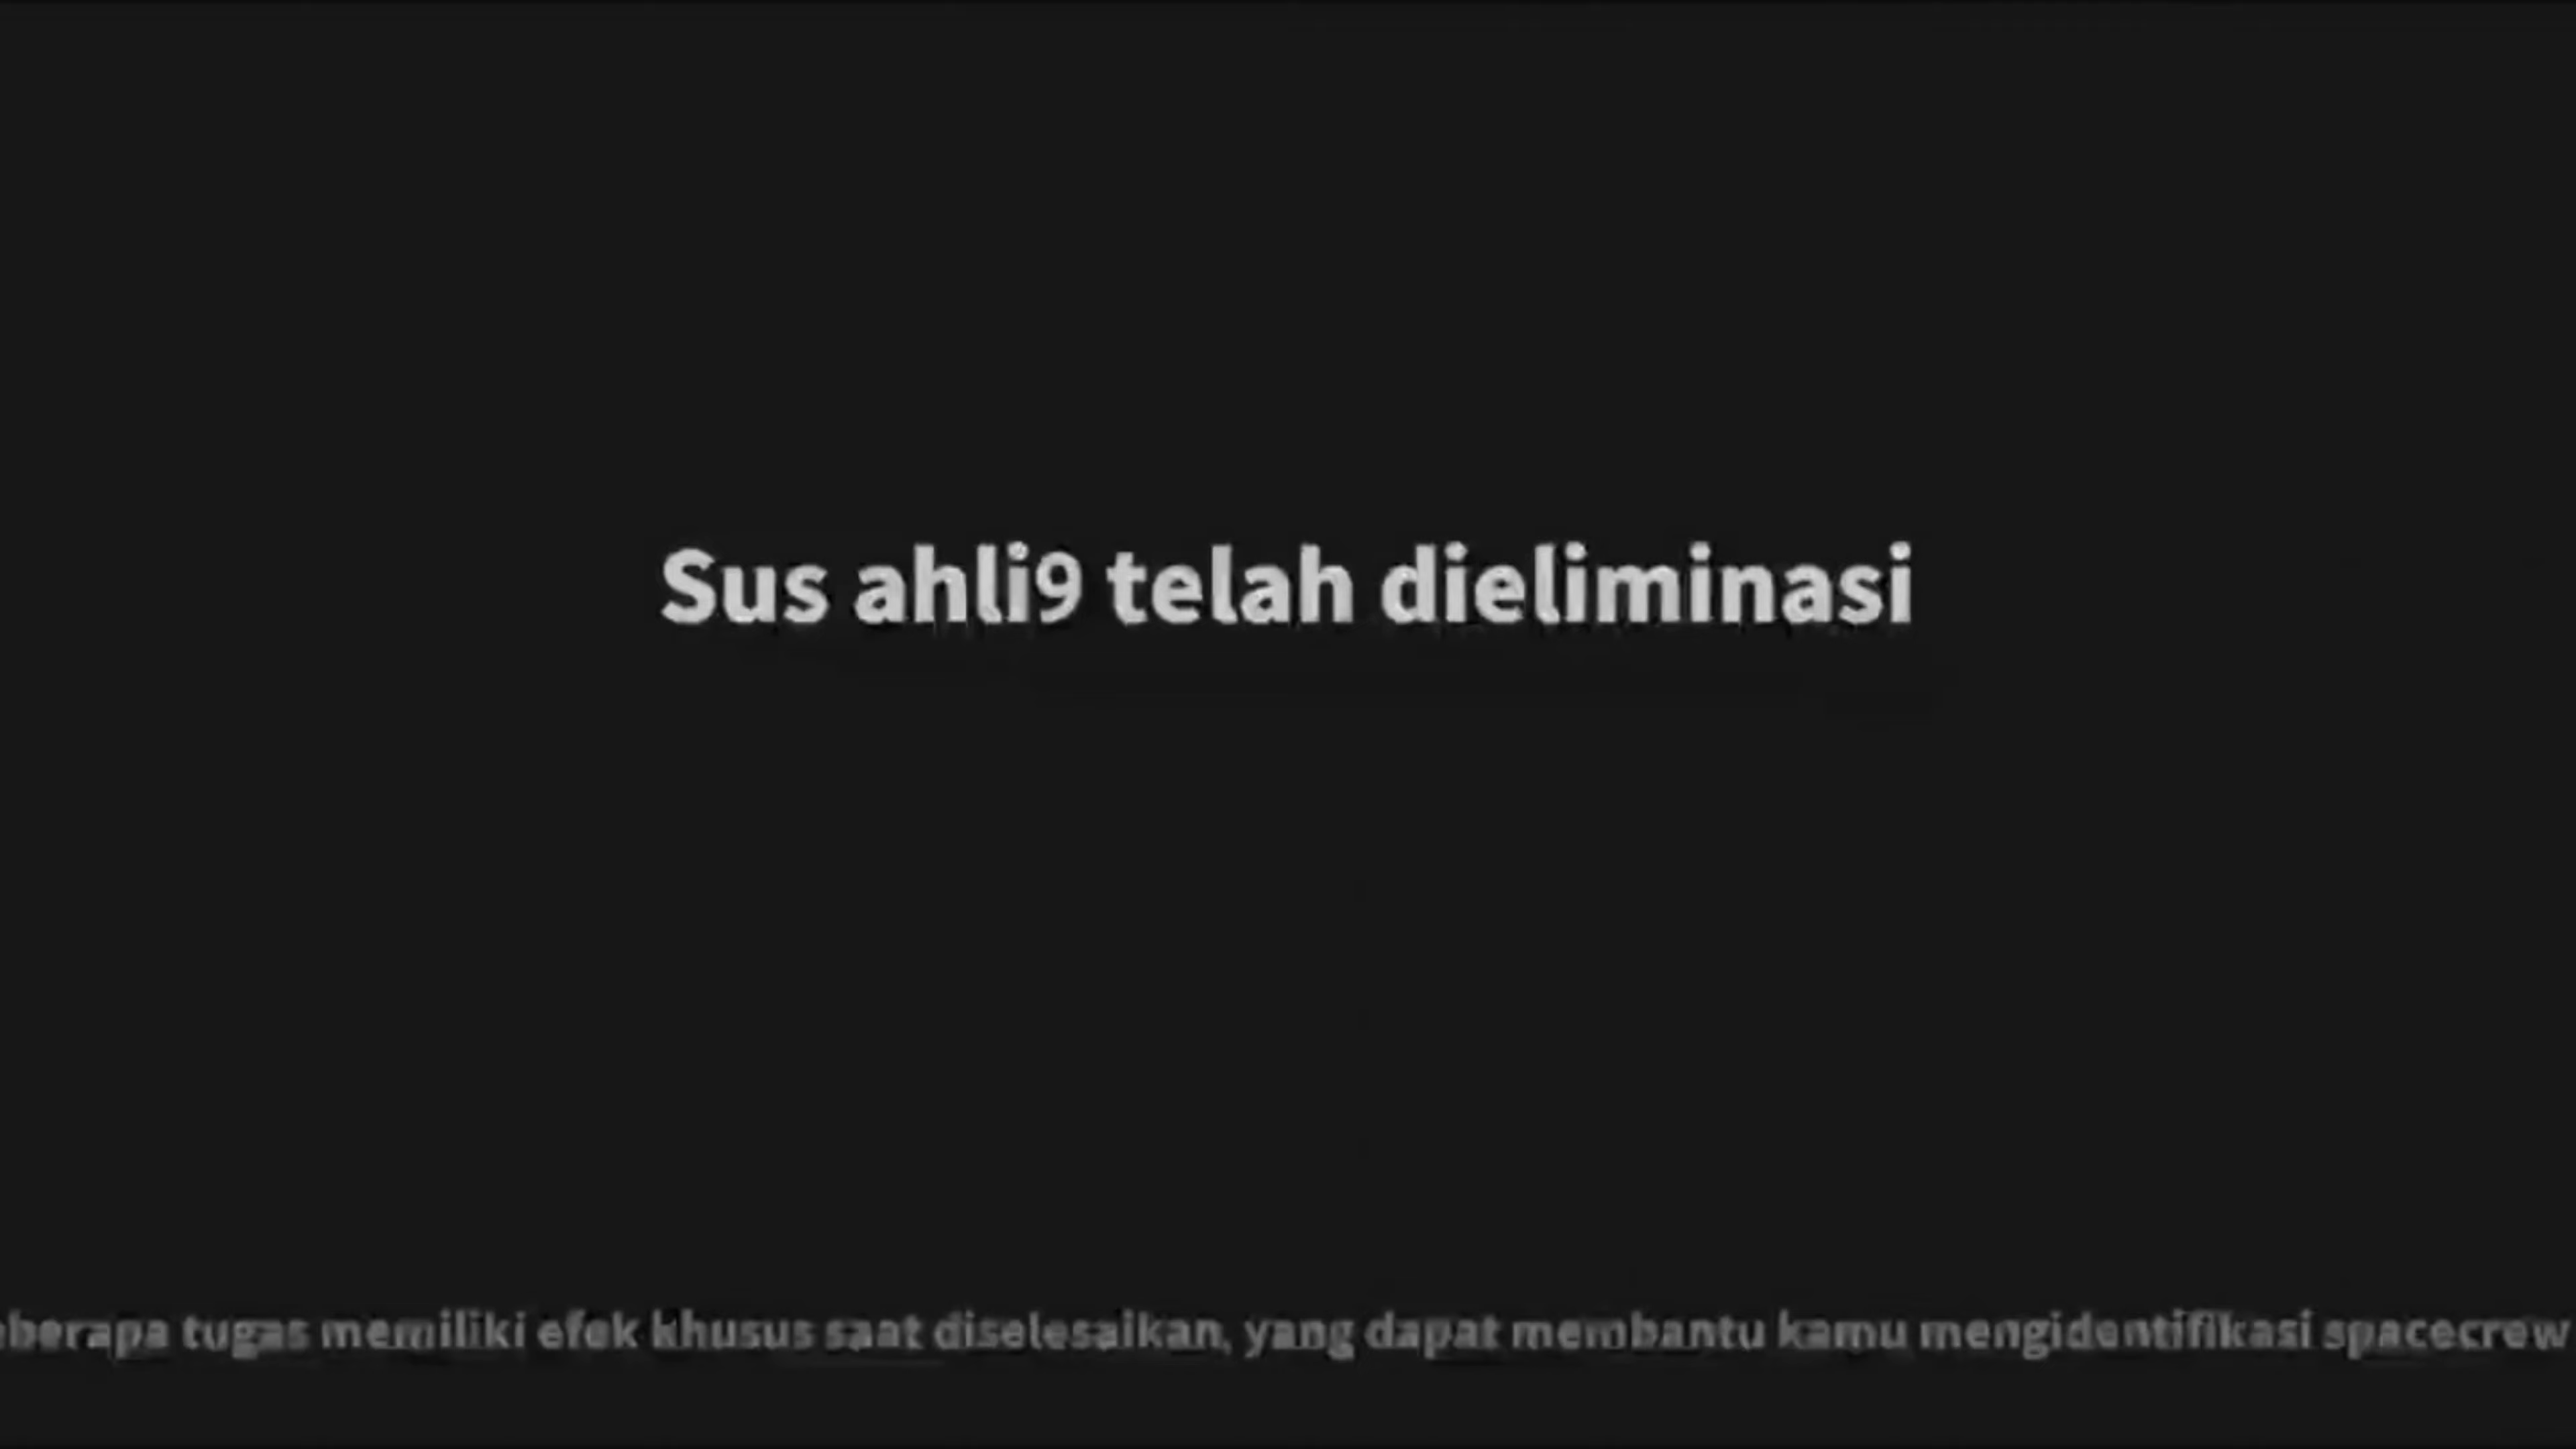 Sus ahli9 telah dieliminasi
berapa tugas memiliki efek khusus saat diselesaikan, yang dapat membantu kamu mengidentifikasi spacecrew